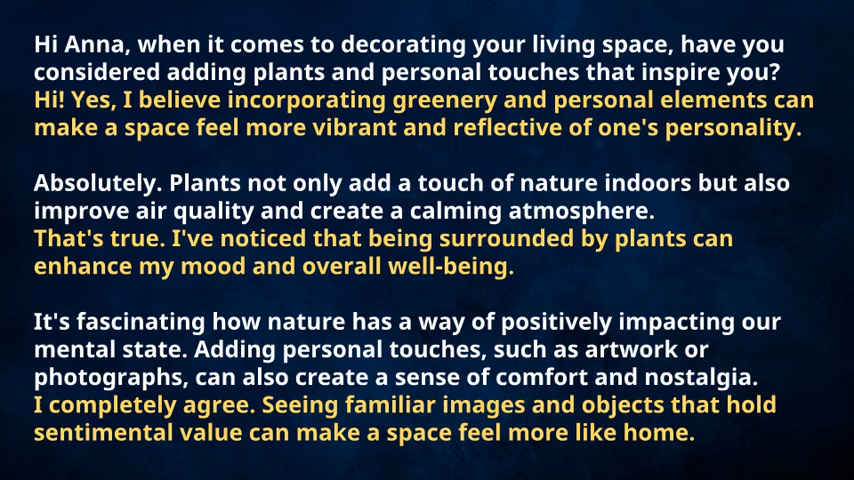 Hi Anna, when it comes to decorating your living space, have you
considered adding plants and personal touches that inspire you?
Hi! Yes, I believe incorporating greenery and personal elements can
make a space feel more vibrant and reflective of one's personality.
Absolutely. Plants not only add a touch of nature indoors but also
improve air quality and create a calming atmosphere.
That's true. I've noticed that being surrounded by plants can
enhance my mood and overall well-being.
It's fascinating how nature has a way of positively impacting our
mental state. Adding personal touches, such as artwork or
photographs, can also create a sense of comfort and nostalgia.
I completely agree. Seeing familiar images and objects that hold
sentimental value can make a space feel more like home.